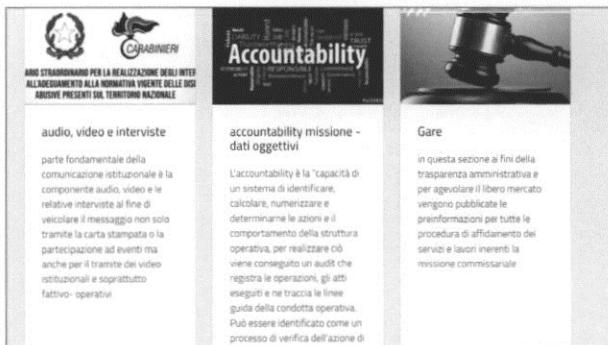 CARABINIERI
ARIO STRAORDINARIO PER LA REALIZZAZIONE DEGLI INTER
ALL'ADEGUAMENTO ALLA NORMATIVA VIGENTE DELLE DISC
ABUSIVE PRESENTI SUL TERRITORIO NAZIONALE
audio, video e interviste
parte fondamentale della
comunicazione istituzionale è la
componente audio, video e le
relative interviste al fine di
veicolare il messaggio non solo
tramite la carta stampata o la
partecipazione ad eventi ma
anche per il tramite dei video
istituzionali e soprattutto
fattivo- operativi
LIABILITY
TRUST
Accountability
RESPONSIBLE
accountability missione -
dati oggettivi
L'accountability è la "capacità di
un sistema di identificare,
calcolare, numerizzare e
determinarne le azioni e il
comportamento della struttura
operativa, per realizzare ciò
viene conseguito un audit che
registra le operazioni, gli atti
eseguiti e ne traccia le linee
guida della condotta operativa.
Può essere identificato come un
processo di verifica dell'azione di
Gare
in questa sezione ai fini della
trasparenza amministrativa e
per agevolare il libero mercato
vengono pubblicate le
preinformazioni per tutte le
procedura di affidamento dei
servizi e lavori inerenti la
missione commissariale